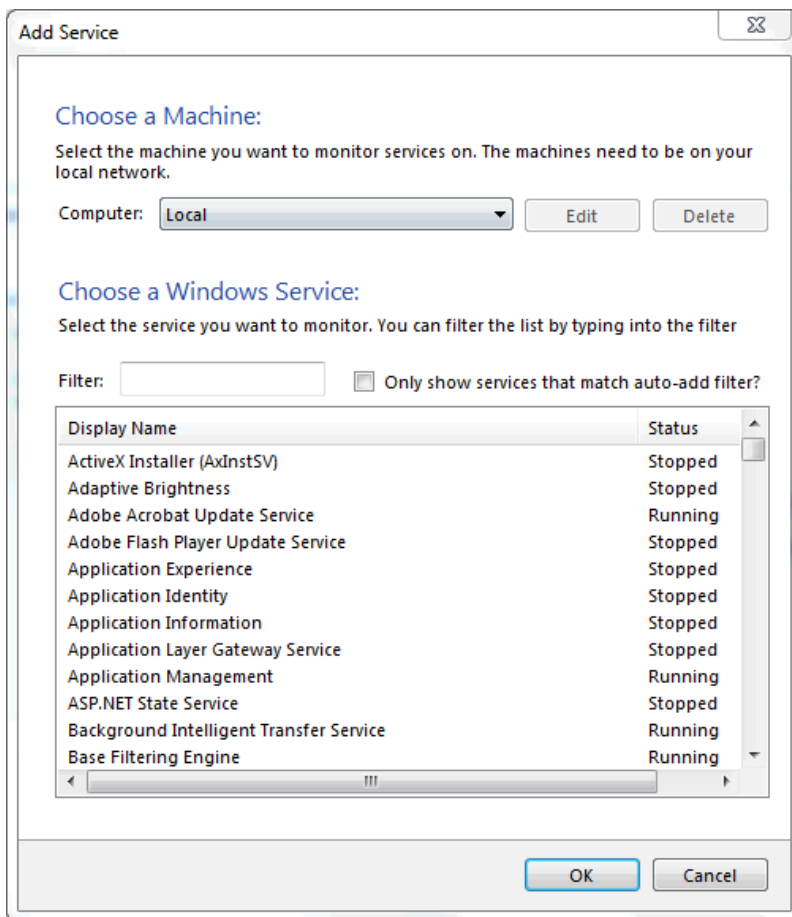 Add Service
Choose a Machine:
Select the machine you want to monitor services on. The machines need to be on your
local network.
Computer: Local Edit Delete
Choose a Windows Service:
Select the service you want to monitor. You can filter the list by typing into the filter
Filter: Only show services that match auto-add filter?
Display Name Status
ActiveX Installer (AxInstSV) Stopped
Adaptive Brightness Stopped
Adobe Acrobat Update Service Running
Adobe Flash Player Update Service Stopped
Application Experience Stopped
Application Identity Stopped
Application Information Stopped
Application Layer Gateway Service Stopped
Application Management Running
ASP.NET State Service Stopped
Background Intelligent Transfer Service Running
Base Filtering Engine Running
OK Cancel